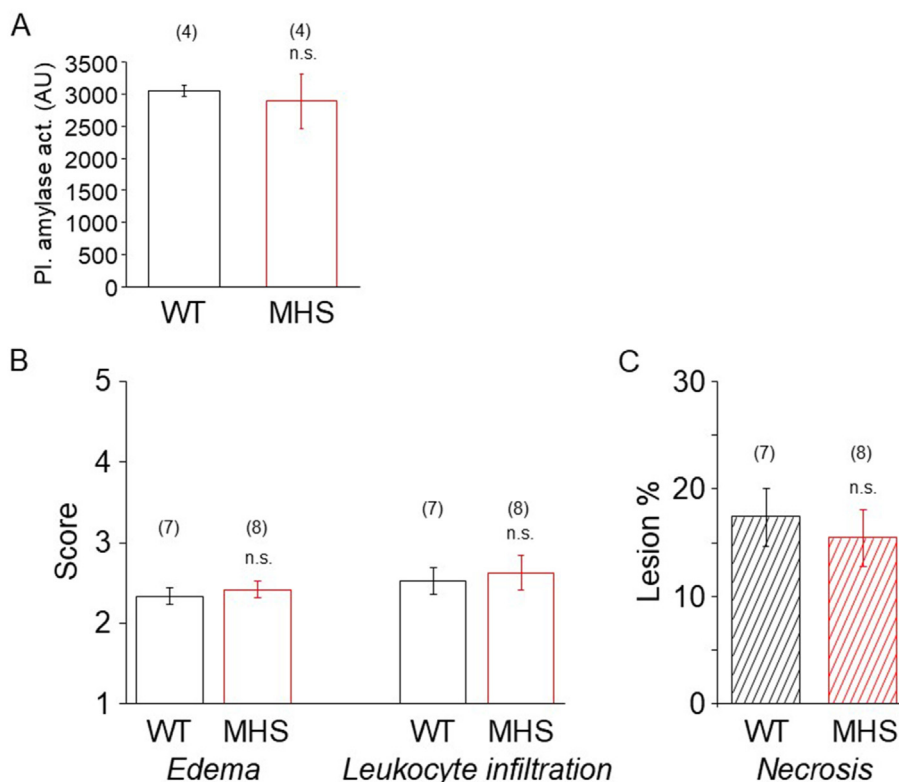 A
(4) (4)
n.s.
Pl. amylase act. (AU)
3500
3000
2500
2000
1500
1000
500
0
WT MHS
B
Score
5
4
3
2
1
(7) (8) (7) (8)
n.s. n.s.
WT MHS WT MHS
Edema Leukocyte infiltration
C
Lesion %
30
20
10
0
(7) (8)
n.s.
WT MHS
Necrosis